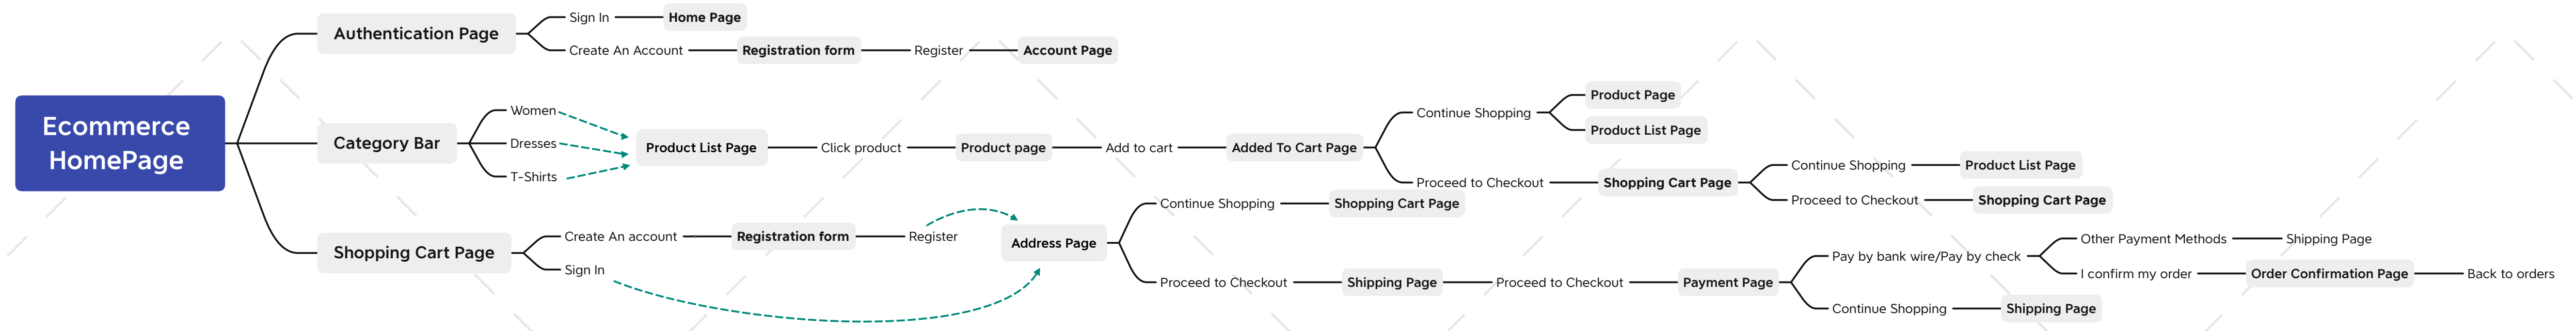 Ecommerce
HomePage
Authentication Page
Sign In
Home Page
Create An Account
Registration form
Register
Account Page
Category Bar
Women
Dresses
T-Shirts
Product List Page
Click product
Product page
Add to cart
Added To Cart Page
Continue Shopping
Product Page
Product List Page
Proceed to Checkout
Shopping Cart Page
Continue Shopping
Product List Page
Proceed to Checkout
Shopping Cart Page
Shopping Cart Page
Create An account
Registration form
Register
Sign In
Address Page
Continue Shopping
Shopping Cart Page
Proceed to Checkout
Shipping Page
Proceed to Checkout
Payment Page
Pay by bank wire/Pay by check
Other Payment Methods
Shipping Page
I confirm my order
Order Confirmation Page
Back to orders
Continue Shopping
Shipping Page